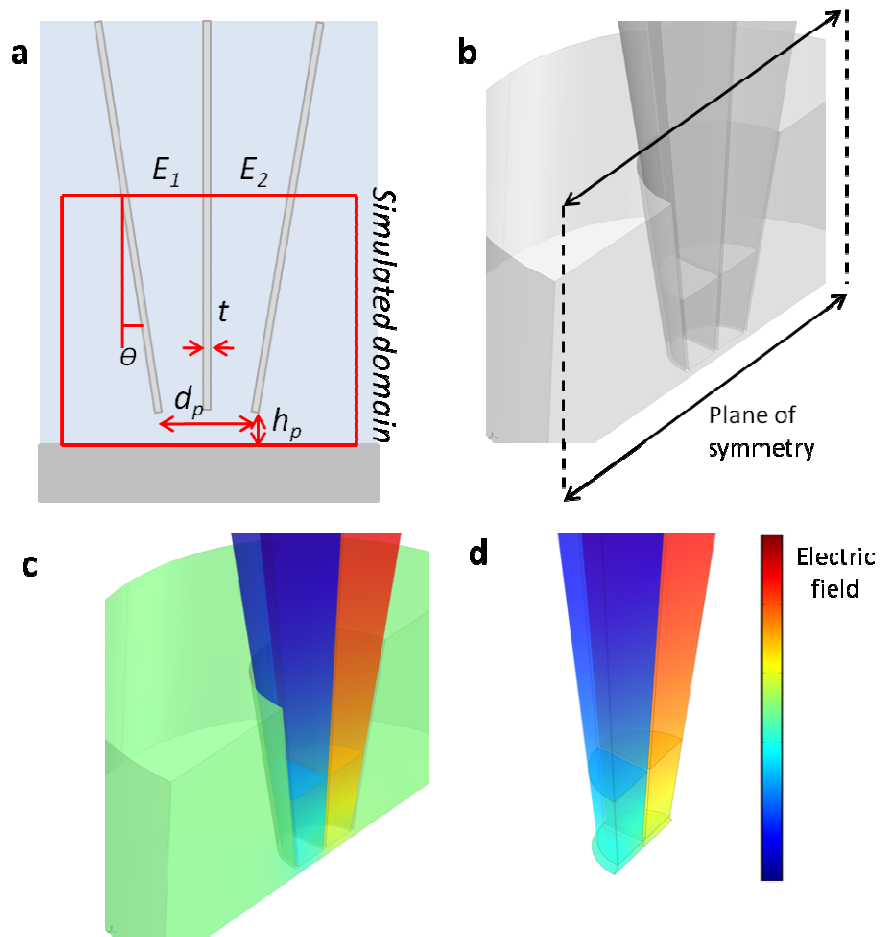 a
b
E₁
E₂
Simulated domain
t
Θ
dₚ
hₚ
Plane of
symmetry
c
d
Electric
field